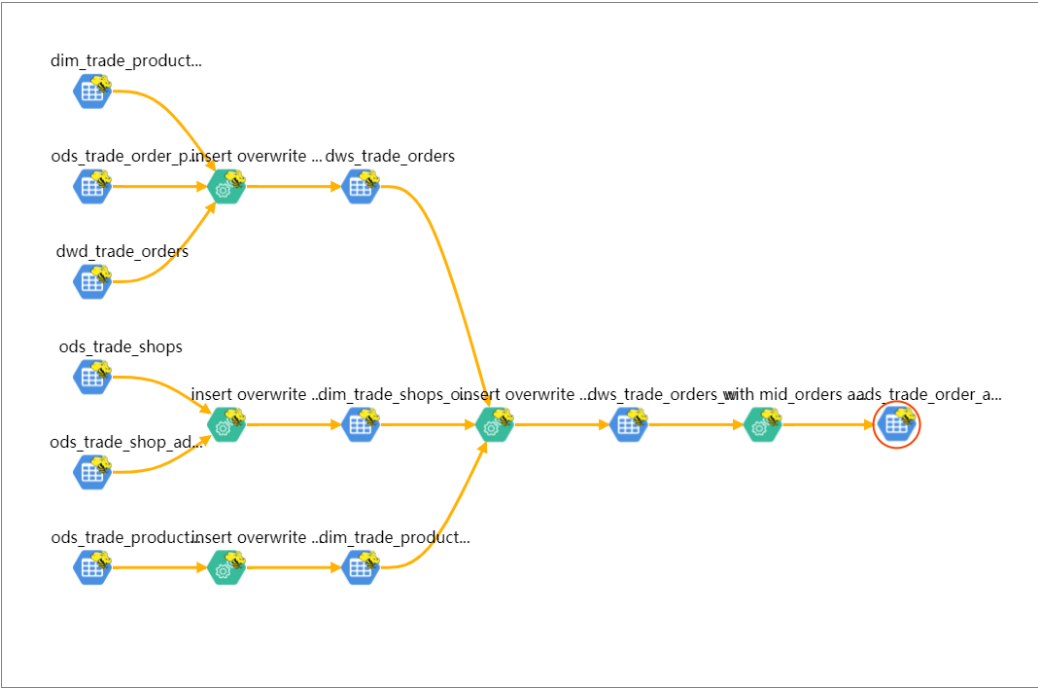 dim_trade_product...
ods_trade_order_p...
insert overwrite ...
dws_trade_orders
dwd_trade_orders
ods_trade_shops
insert overwrite ...
dim_trade_shops_o...
insert overwrite ...
dws_trade_orders_w...
with mid_orders a...
ads_trade_order_a...
ods_trade_shop_ad...
ods_trade_product...
insert overwrite ...
dim_trade_product...